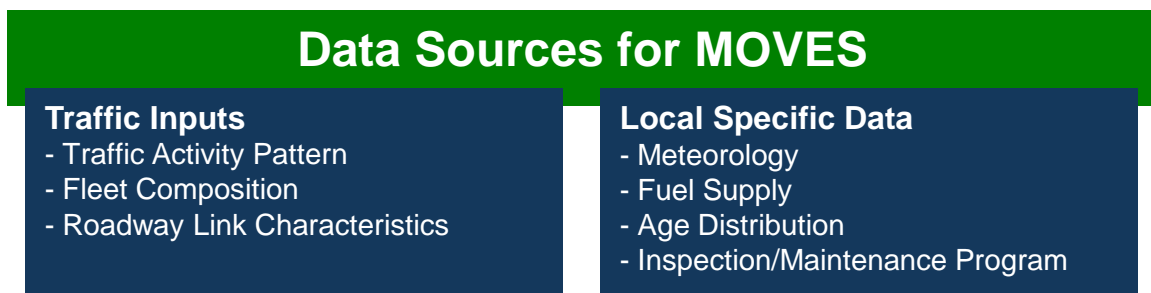 Data Sources for MOVES
Traffic Inputs
- Traffic Activity Pattern
- Fleet Composition
- Roadway Link Characteristics
Local Specific Data
- Meteorology
- Fuel Supply
- Age Distribution
- Inspection/Maintenance Program